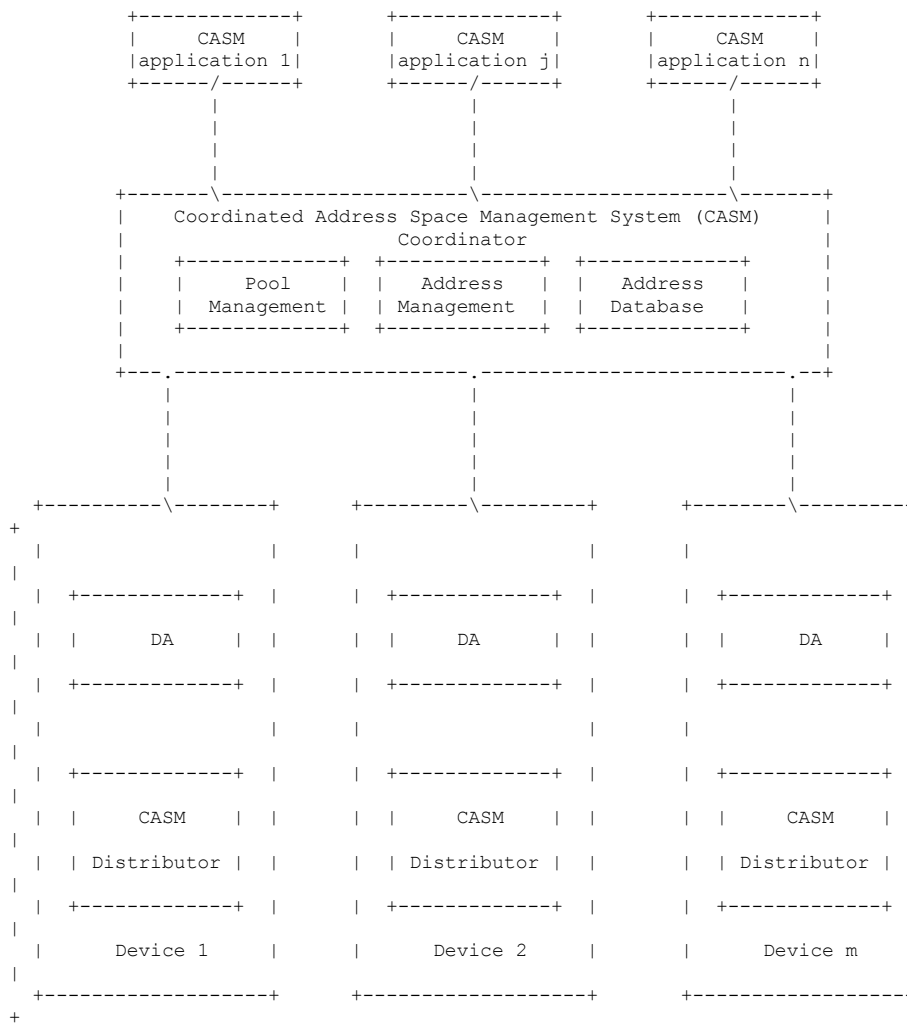 CASM CASM CASM
application 1 application j application n
Coordinated Address Space Management System (CASM)
Coordinator
Pool Address Address
Management Management Database
DA DA DA
CASM CASM CASM
Distributor Distributor Distributor
Device 1 Device 2 Device m